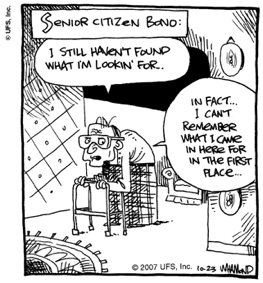 SENIOR CITIZEN BONO:
I STILL HAVEN'T FOUND
WHAT I'M LOOKIN' FOR..
IN FACT...
I CAN'T
REMEMBER
WHAT I CAME
IN HERE FOR
IN THE FIRST
PLACE...
© UFS, Inc.
© 2007 UFS, Inc. 10-23